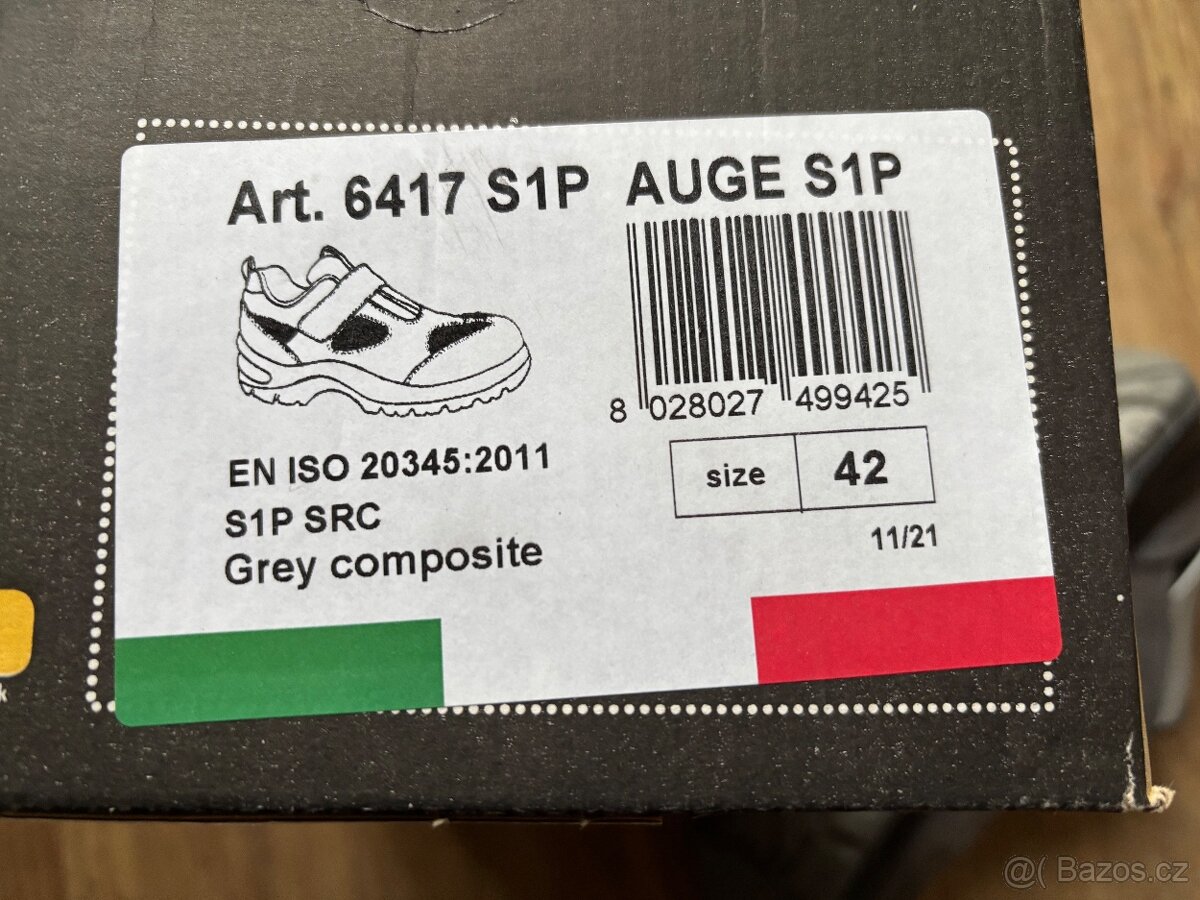 Art. 6417 S1P AUGE S1P
8 028027 499425
size 42
EN ISO 20345:2011
S1P SRC
Grey composite
11/21
k
@( Bazos.cz